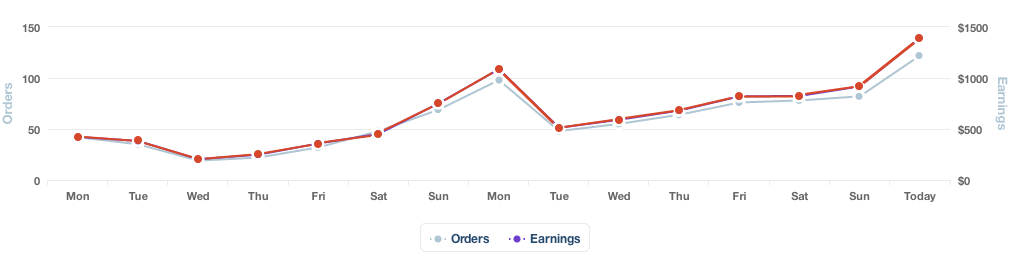 150 $1500
100 $1000
50 $500
0 $0
Orders
Earnings
Mon Tue Wed Thu Fri Sat Sun Mon Tue Wed Thu Fri Sat Sun Today
Orders Earnings